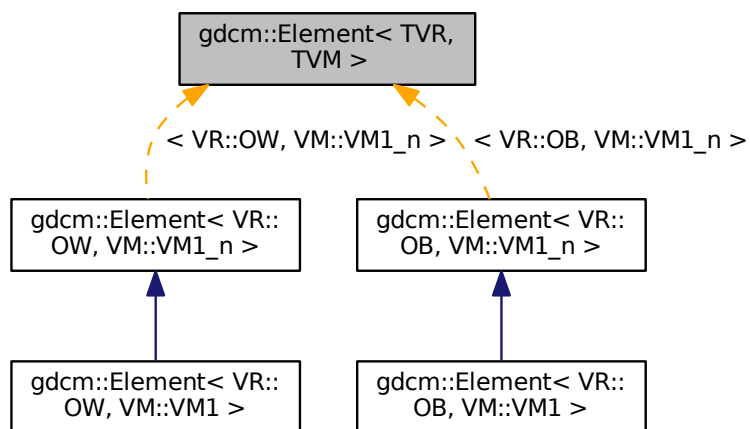 gdcm::Element< TVR,
TVM >
< VR::OW, VM::VM1_n >
< VR::OB, VM::VM1_n >
gdcm::Element< VR::
OW, VM::VM1_n >
gdcm::Element< VR::
OB, VM::VM1_n >
gdcm::Element< VR::
OW, VM::VM1 >
gdcm::Element< VR::
OB, VM::VM1 >